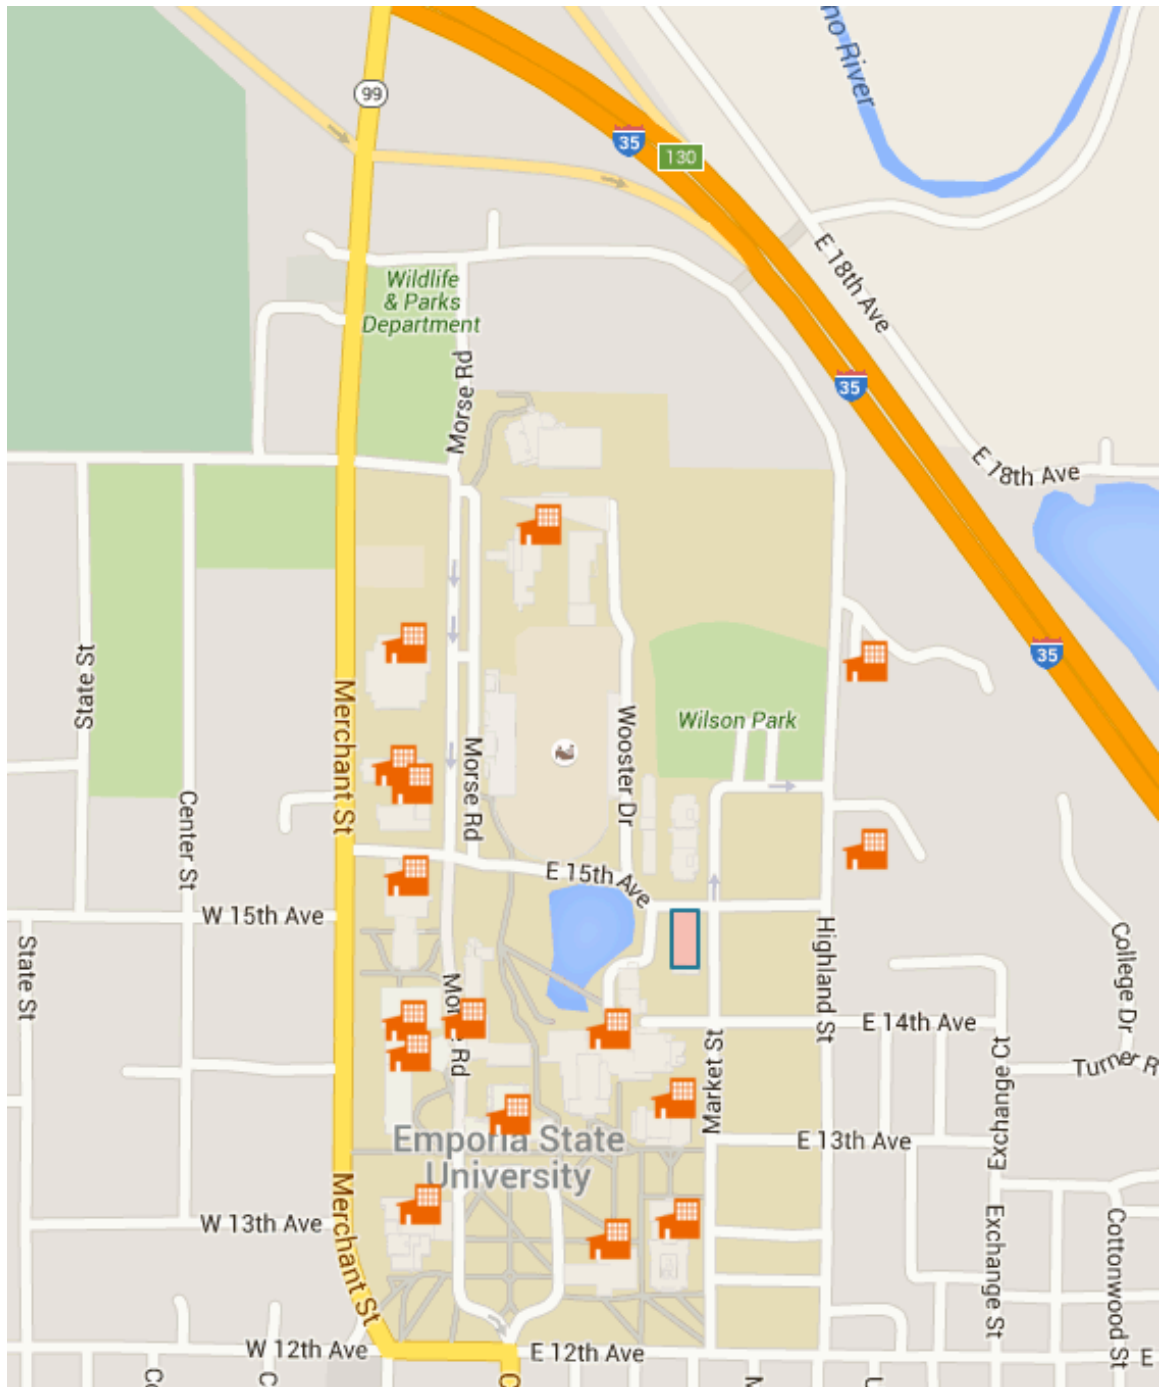 no River
99
35
130
E 18th Ave
Wildlife
& Parks
Department
Morse Rd
35
E 18th Ave
State St
35
Merchant St
Wilson Park
Wooster Dr
Morse Rd
Center St
E 15th Ave
W 15th Ave
Highland St
College Dr
State St
E 14th Ave
Market St
Exchange Ct
Turner R
Emporia State
University
E 13th Ave
Merchant St
W 13th Ave
Exchange St
Cottonwood St
W 12th Ave
E 12th Ave
E